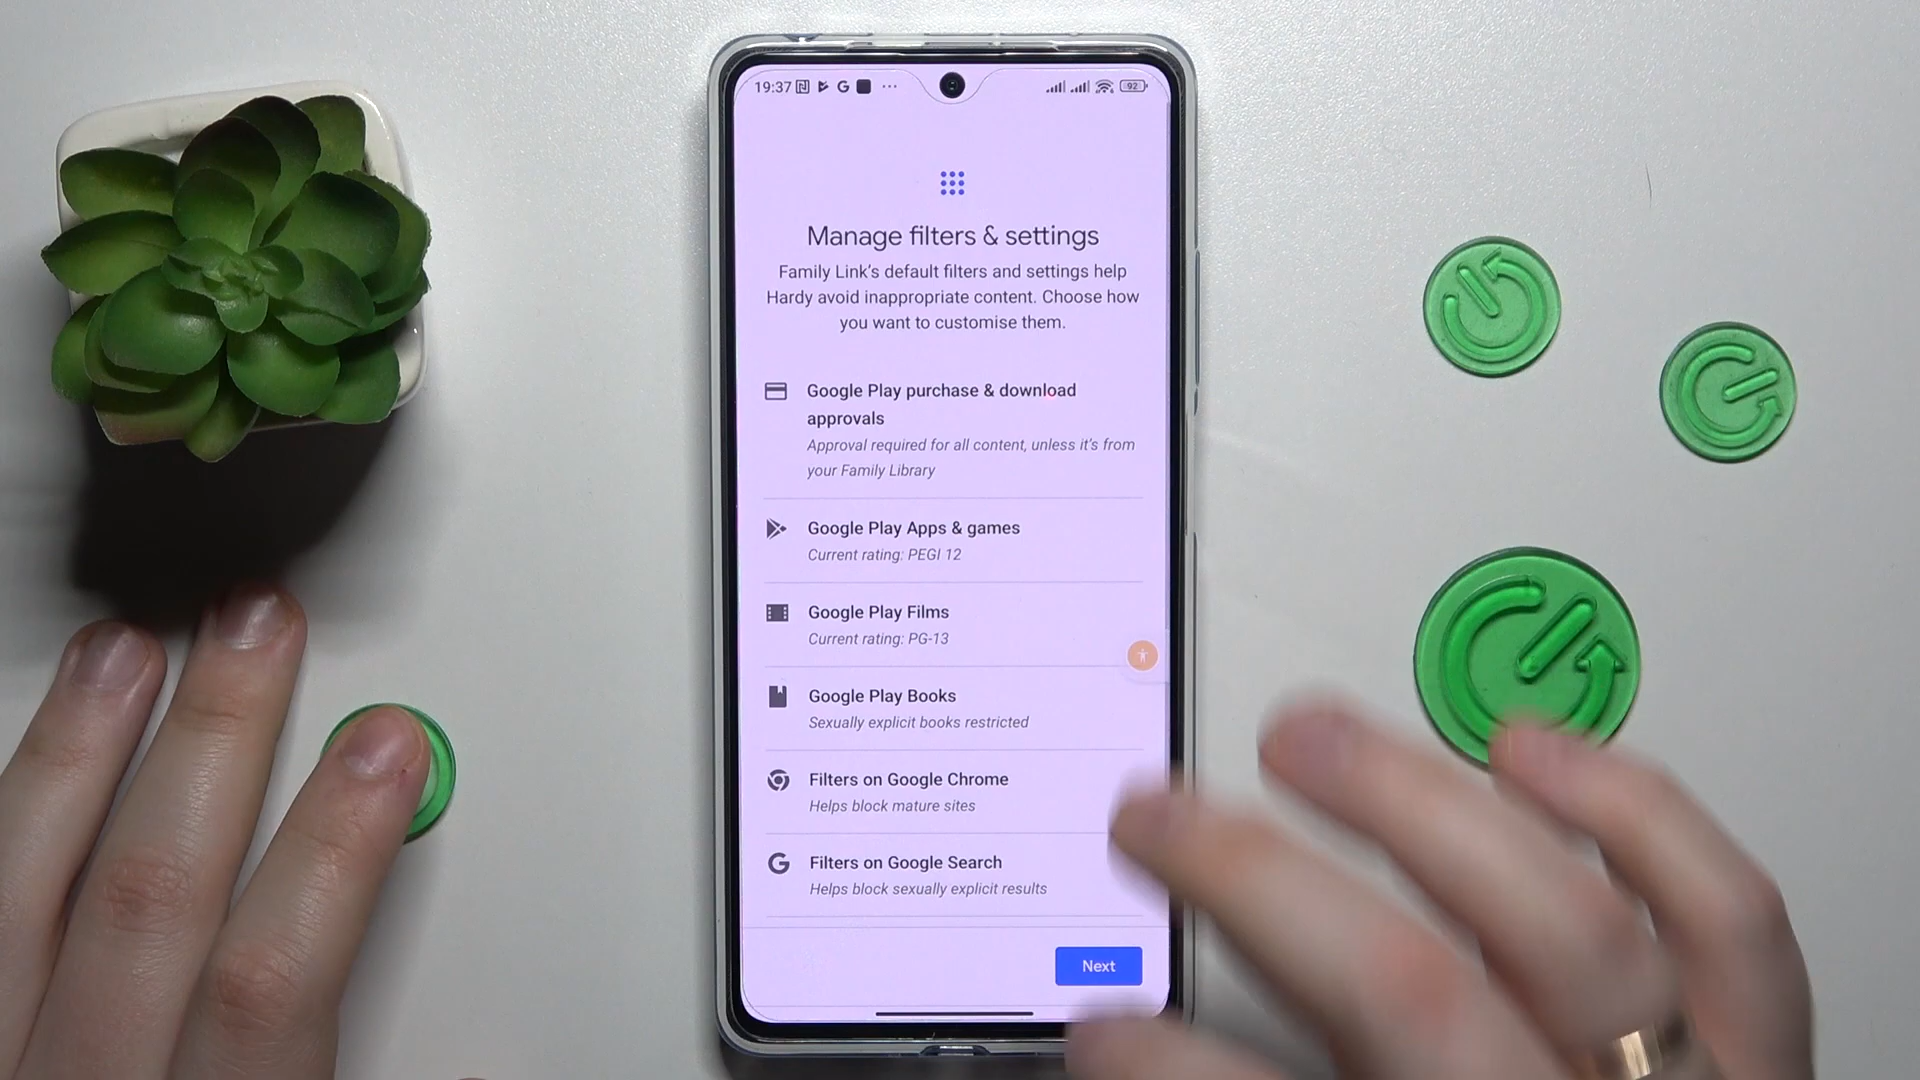 19:37
92
Manage filters & settings
Family Link's default filters and settings help
Hardy avoid inappropriate content. Choose how
you want to customise them.
Google Play purchase & download
approvals
Approval required for all content, unless it's from
your Family Library
Google Play Apps & games
Current rating: PEGI 12
Google Play Films
Current rating: PG-13
Google Play Books
Sexually explicit books restricted
Filters on Google Chrome
Helps block mature sites
Filters on Google Search
Helps block sexually explicit results
Next